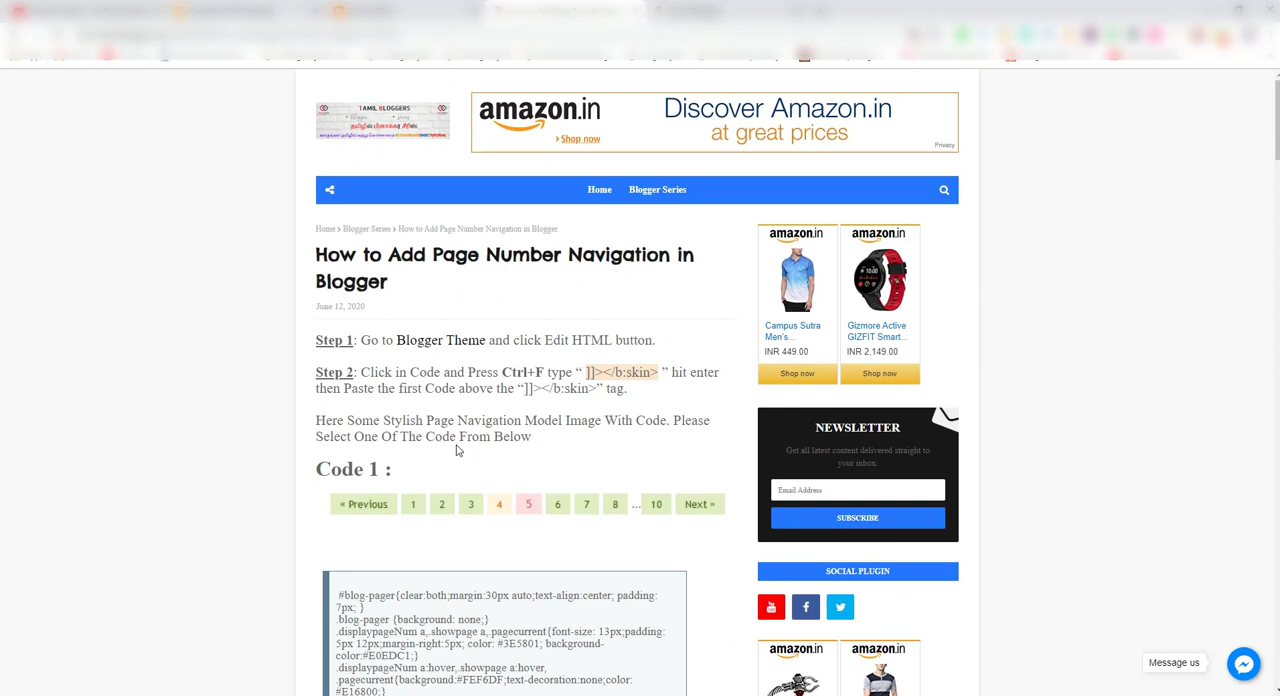 TAMIL BLOGGERS
amazon.in
Shop now
Discover Amazon.in
at great prices
Privacy
Home
Blogger Series
Home > Blogger Series > How to Add Page Number Navigation in Blogger
How to Add Page Number Navigation in
Blogger
June 12, 2020
Step 1: Go to Blogger Theme and click Edit HTML button.
Step 2: Click in Code and Press Ctrl+F type “ ]]></b:skin> ” hit enter
then Paste the first Code above the “]]></b:skin>” tag.
Here Some Stylish Page Navigation Model Image With Code. Please
Select One Of The Code From Below
Code 1 :
« Previous 1 2 3 4 5 6 7 8 ... 10 Next »
#blog-pager{clear:both;margin:30px auto;text-align:center; padding:
7px; }
.blog-pager {background: none;}
.displaypageNum a,.showpage a,.pagecurrent{font-size: 13px;padding:
5px 12px;margin-right:5px; color: #3E5801; background-
color:#E0EDC1;}
.displaypageNum a:hover,.showpage a:hover,
.pagecurrent{background:#FEF6DF;text-decoration:none;color:
#E16800;}
amazon.in
Campus Sutra
Men's...
INR 449.00
Shop now
amazon.in
Gizmore Active
GIZFIT Smart...
INR 2,149.00
Shop now
NEWSLETTER
Get all latest content delivered straight to
your inbox.
Email Address
SUBSCRIBE
SOCIAL PLUGIN
amazon.in
amazon.in
Message us